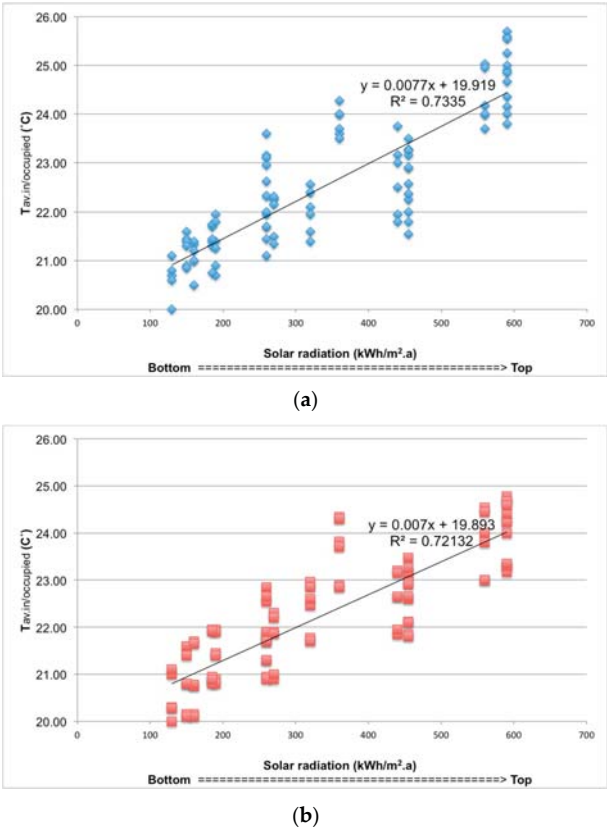 26.00
25.00
24.00
23.00
22.00
21.00
20.00
Tav.in/occupied (˚C)
y = 0.0077x + 19.919
R² = 0.7335
0 100 200 300 400 500 600 700
Solar radiation (kWh/m².a)
Bottom =========================================> Top
(a)
26.00
25.00
24.00
23.00
22.00
21.00
20.00
Tav.in/occupied (C˚)
y = 0.007x + 19.893
R² = 0.72132
0 100 200 300 400 500 600 700
Solar radiation (kWh/m².a)
Bottom =========================================> Top
(b)